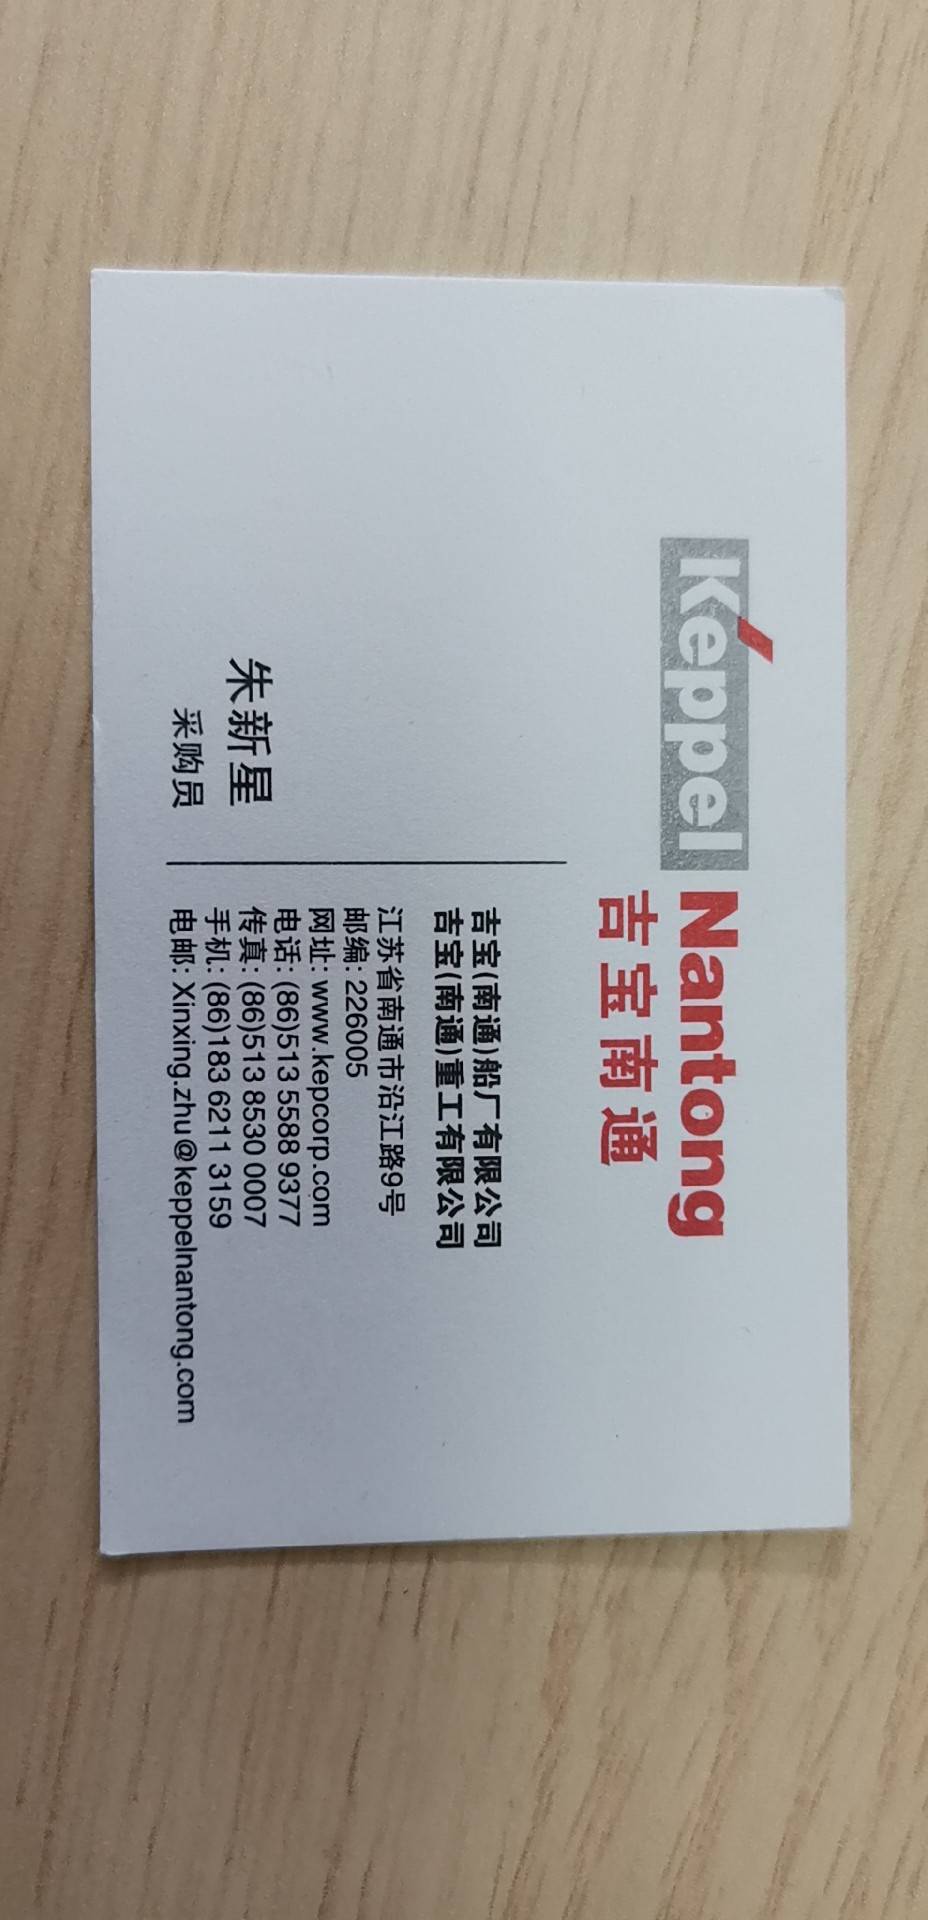 Keppel Nantong
吉宝南通
吉宝(南通)船厂有限公司
吉宝(南通)重工有限公司
江苏省南通市沿江路9号
邮编: 226005
网址: www.kepcorp.com
电话: (86)513 5588 9377
传真: (86)513 8530 0007
手机: (86)183 6211 3159
电邮: Xinxing.zhu@keppelnantong.com
朱新星
采购员